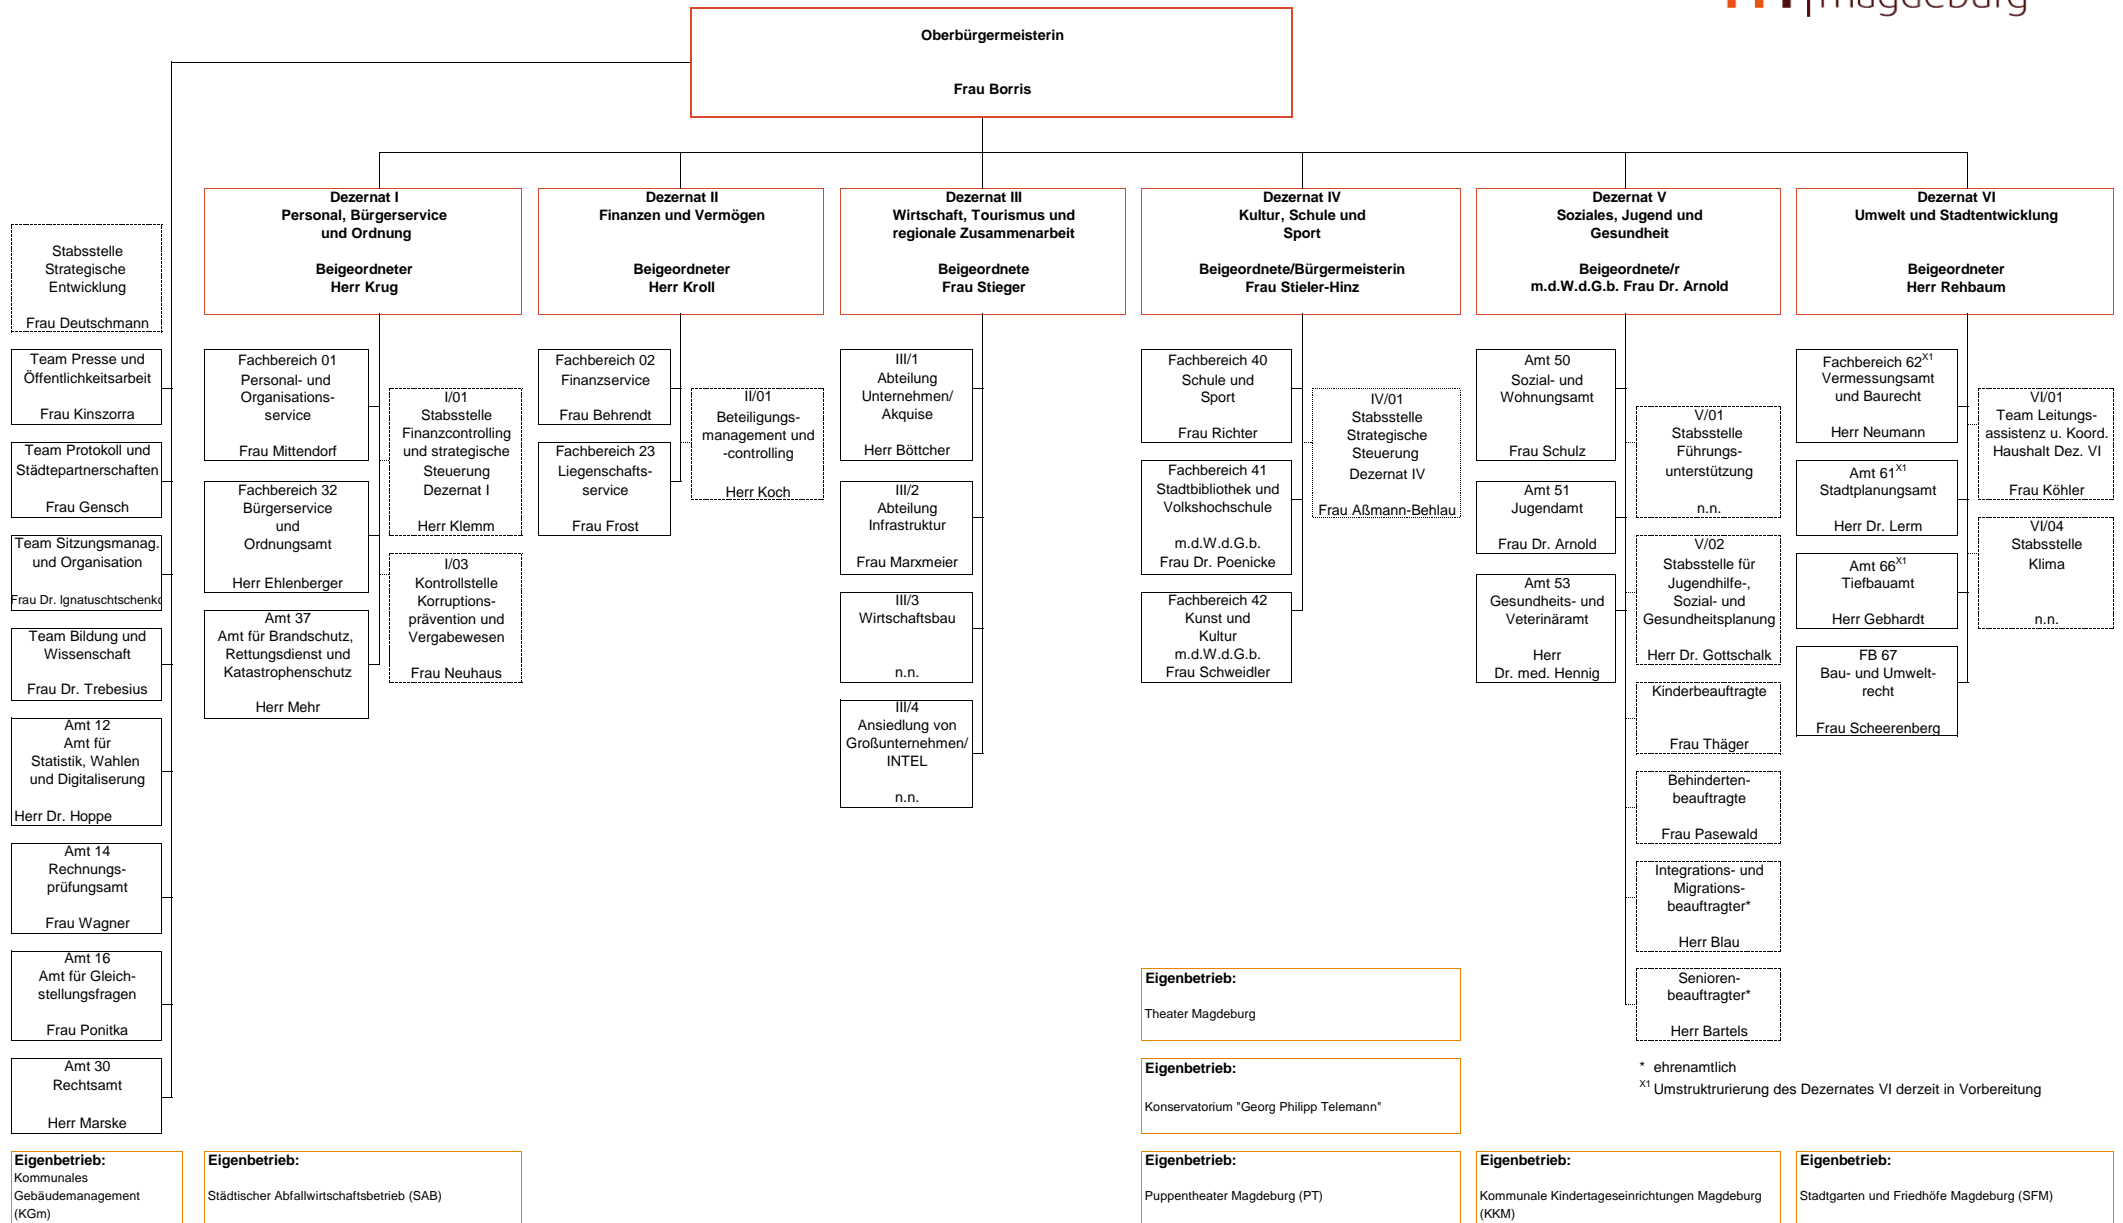 magdeburg
Oberbürgermeisterin
Frau Borris
Stabsstelle
Strategische
Entwicklung
Frau Deutschmann
Team Presse und
Öffentlichkeitsarbeit
Frau Kinszorra
Team Protokoll und
Städtepartnerschaften
Frau Gensch
Team Sitzungsmanag.
und Organisation
Frau Dr. Ignatuschtschenko
Team Bildung und
Wissenschaft
Frau Dr. Trebesius
Amt 12
Amt für
Statistik, Wahlen
und Digitaliserung
Herr Dr. Hoppe
Amt 14
Rechnungs-
prüfungsamt
Frau Wagner
Amt 16
Amt für Gleich-
stellungsfragen
Frau Ponitka
Amt 30
Rechtsamt
Herr Marske
Eigenbetrieb:
Kommunales
Gebäudemanagement
(KGm)
Dezernat I
Personal, Bürgerservice
und Ordnung
Beigeordneter
Herr Krug
Fachbereich 01
Personal- und
Organisations-
service
Frau Mittendorf
Fachbereich 32
Bürgerservice
und
Ordnungsamt
Herr Ehlenberger
Amt 37
Amt für Brandschutz,
Rettungsdienst und
Katastrophenschutz
Herr Mehr
I/01
Stabsstelle
Finanzcontrolling
und strategische
Steuerung
Dezernat I
Herr Klemm
I/03
Kontrollstelle
Korruptions-
prävention und
Vergabewesen
Frau Neuhaus
Eigenbetrieb:
Städtischer Abfallwirtschaftsbetrieb (SAB)
Dezernat II
Finanzen und Vermögen
Beigeordneter
Herr Kroll
Fachbereich 02
Finanzservice
Frau Behrendt
Fachbereich 23
Liegenschafts-
service
Frau Frost
II/01
Beteiligungs-
management und
-controlling
Herr Koch
Dezernat III
Wirtschaft, Tourismus und
regionale Zusammenarbeit
Beigeordnete
Frau Stieger
III/1
Abteilung
Unternehmen/
Akquise
Herr Böttcher
III/2
Abteilung
Infrastruktur
Frau Marxmeier
III/3
Wirtschaftsbau
n.n.
III/4
Ansiedlung von
Großunternehmen/
INTEL
n.n.
Dezernat IV
Kultur, Schule und
Sport
Beigeordnete/Bürgermeisterin
Frau Stieler-Hinz
Fachbereich 40
Schule und
Sport
Frau Richter
Fachbereich 41
Stadtbibliothek und
Volkshochschule
m.d.W.d.G.b.
Frau Dr. Poenicke
Fachbereich 42
Kunst und
Kultur
m.d.W.d.G.b.
Frau Schweidler
IV/01
Stabsstelle
Strategische
Steuerung
Dezernat IV
Frau Aßmann-Behlau
Eigenbetrieb:
Theater Magdeburg
Eigenbetrieb:
Konservatorium "Georg Philipp Telemann"
Eigenbetrieb:
Puppentheater Magdeburg (PT)
Dezernat V
Soziales, Jugend und
Gesundheit
Beigeordnete/r
m.d.W.d.G.b. Frau Dr. Arnold
Amt 50
Sozial- und
Wohnungsamt
Frau Schulz
Amt 51
Jugendamt
Frau Dr. Arnold
Amt 53
Gesundheits- und
Veterinäramt
Herr
Dr. med. Hennig
V/01
Stabsstelle
Führungs-
unterstützung
n.n.
V/02
Stabsstelle für
Jugendhilfe-,
Sozial- und
Gesundheitsplanung
Herr Dr. Gottschalk
Kinderbeauftragte
Frau Thäger
Behinderten-
beauftragte
Frau Pasewald
Integrations- und
Migrations-
beauftragter*
Herr Blau
Senioren-
beauftragter*
Herr Bartels
* ehrenamtlich
X1 Umstruktrurierung des Dezernates VI derzeit in Vorbereitung
Eigenbetrieb:
Kommunale Kindertageseinrichtungen Magdeburg
(KKM)
Dezernat VI
Umwelt und Stadtentwicklung
Beigeordneter
Herr Rehbaum
Fachbereich 62X1
Vermessungsamt
und Baurecht
Herr Neumann
Amt 61X1
Stadtplanungsamt
Herr Dr. Lerm
Amt 66X1
Tiefbauamt
Herr Gebhardt
FB 67
Bau- und Umwelt-
recht
Frau Scheerenberg
VI/01
Team Leitungs-
assistenz u. Koord.
Haushalt Dez. VI
Frau Köhler
VI/04
Stabsstelle
Klima
n.n.
Eigenbetrieb:
Stadtgarten und Friedhöfe Magdeburg (SFM)